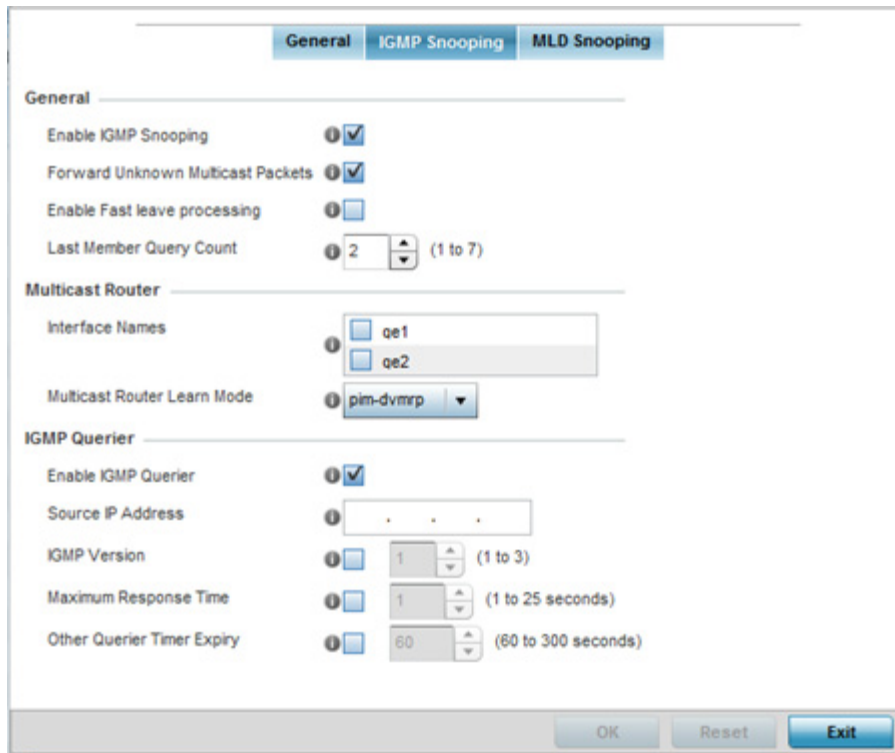 General IGMP Snooping MLD Snooping
General
Enable IGMP Snooping
Forward Unknown Multicast Packets
Enable Fast leave processing
Last Member Query Count 2 (1 to 7)
Multicast Router
Interface Names
ge1
ge2
Multicast Router Learn Mode pim-dvmrp
IGMP Querier
Enable IGMP Querier
Source IP Address . . .
IGMP Version 1 (1 to 3)
Maximum Response Time 1 (1 to 25 seconds)
Other Querier Timer Expiry 60 (60 to 300 seconds)
OK Reset Exit